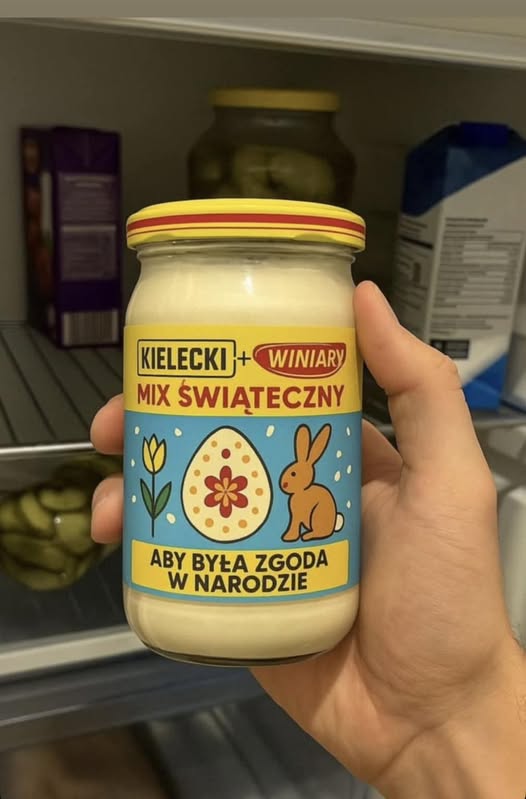 KIELECKI + WINIARY
MIX ŚWIĄTECZNY
ABY BYŁA ZGODA
W NARODZIE